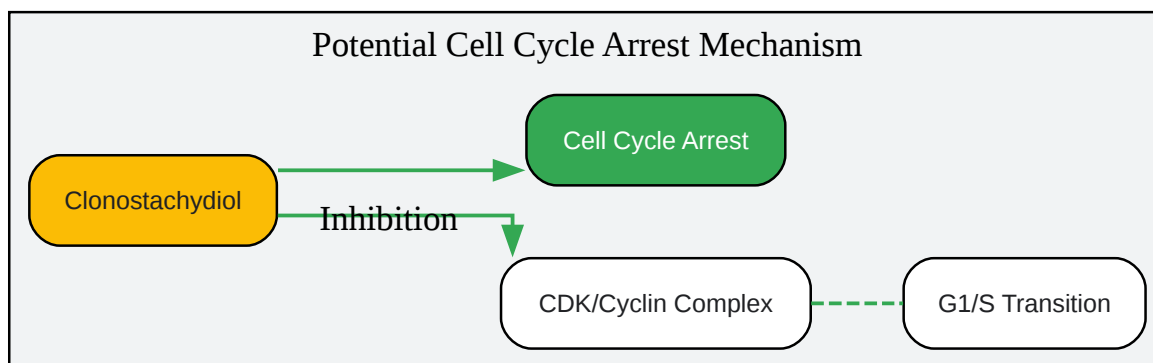 Potential Cell Cycle Arrest Mechanism
Cell Cycle Arrest
Clonostachydiol
Inhibition
CDK/Cyclin Complex
G1/S Transition